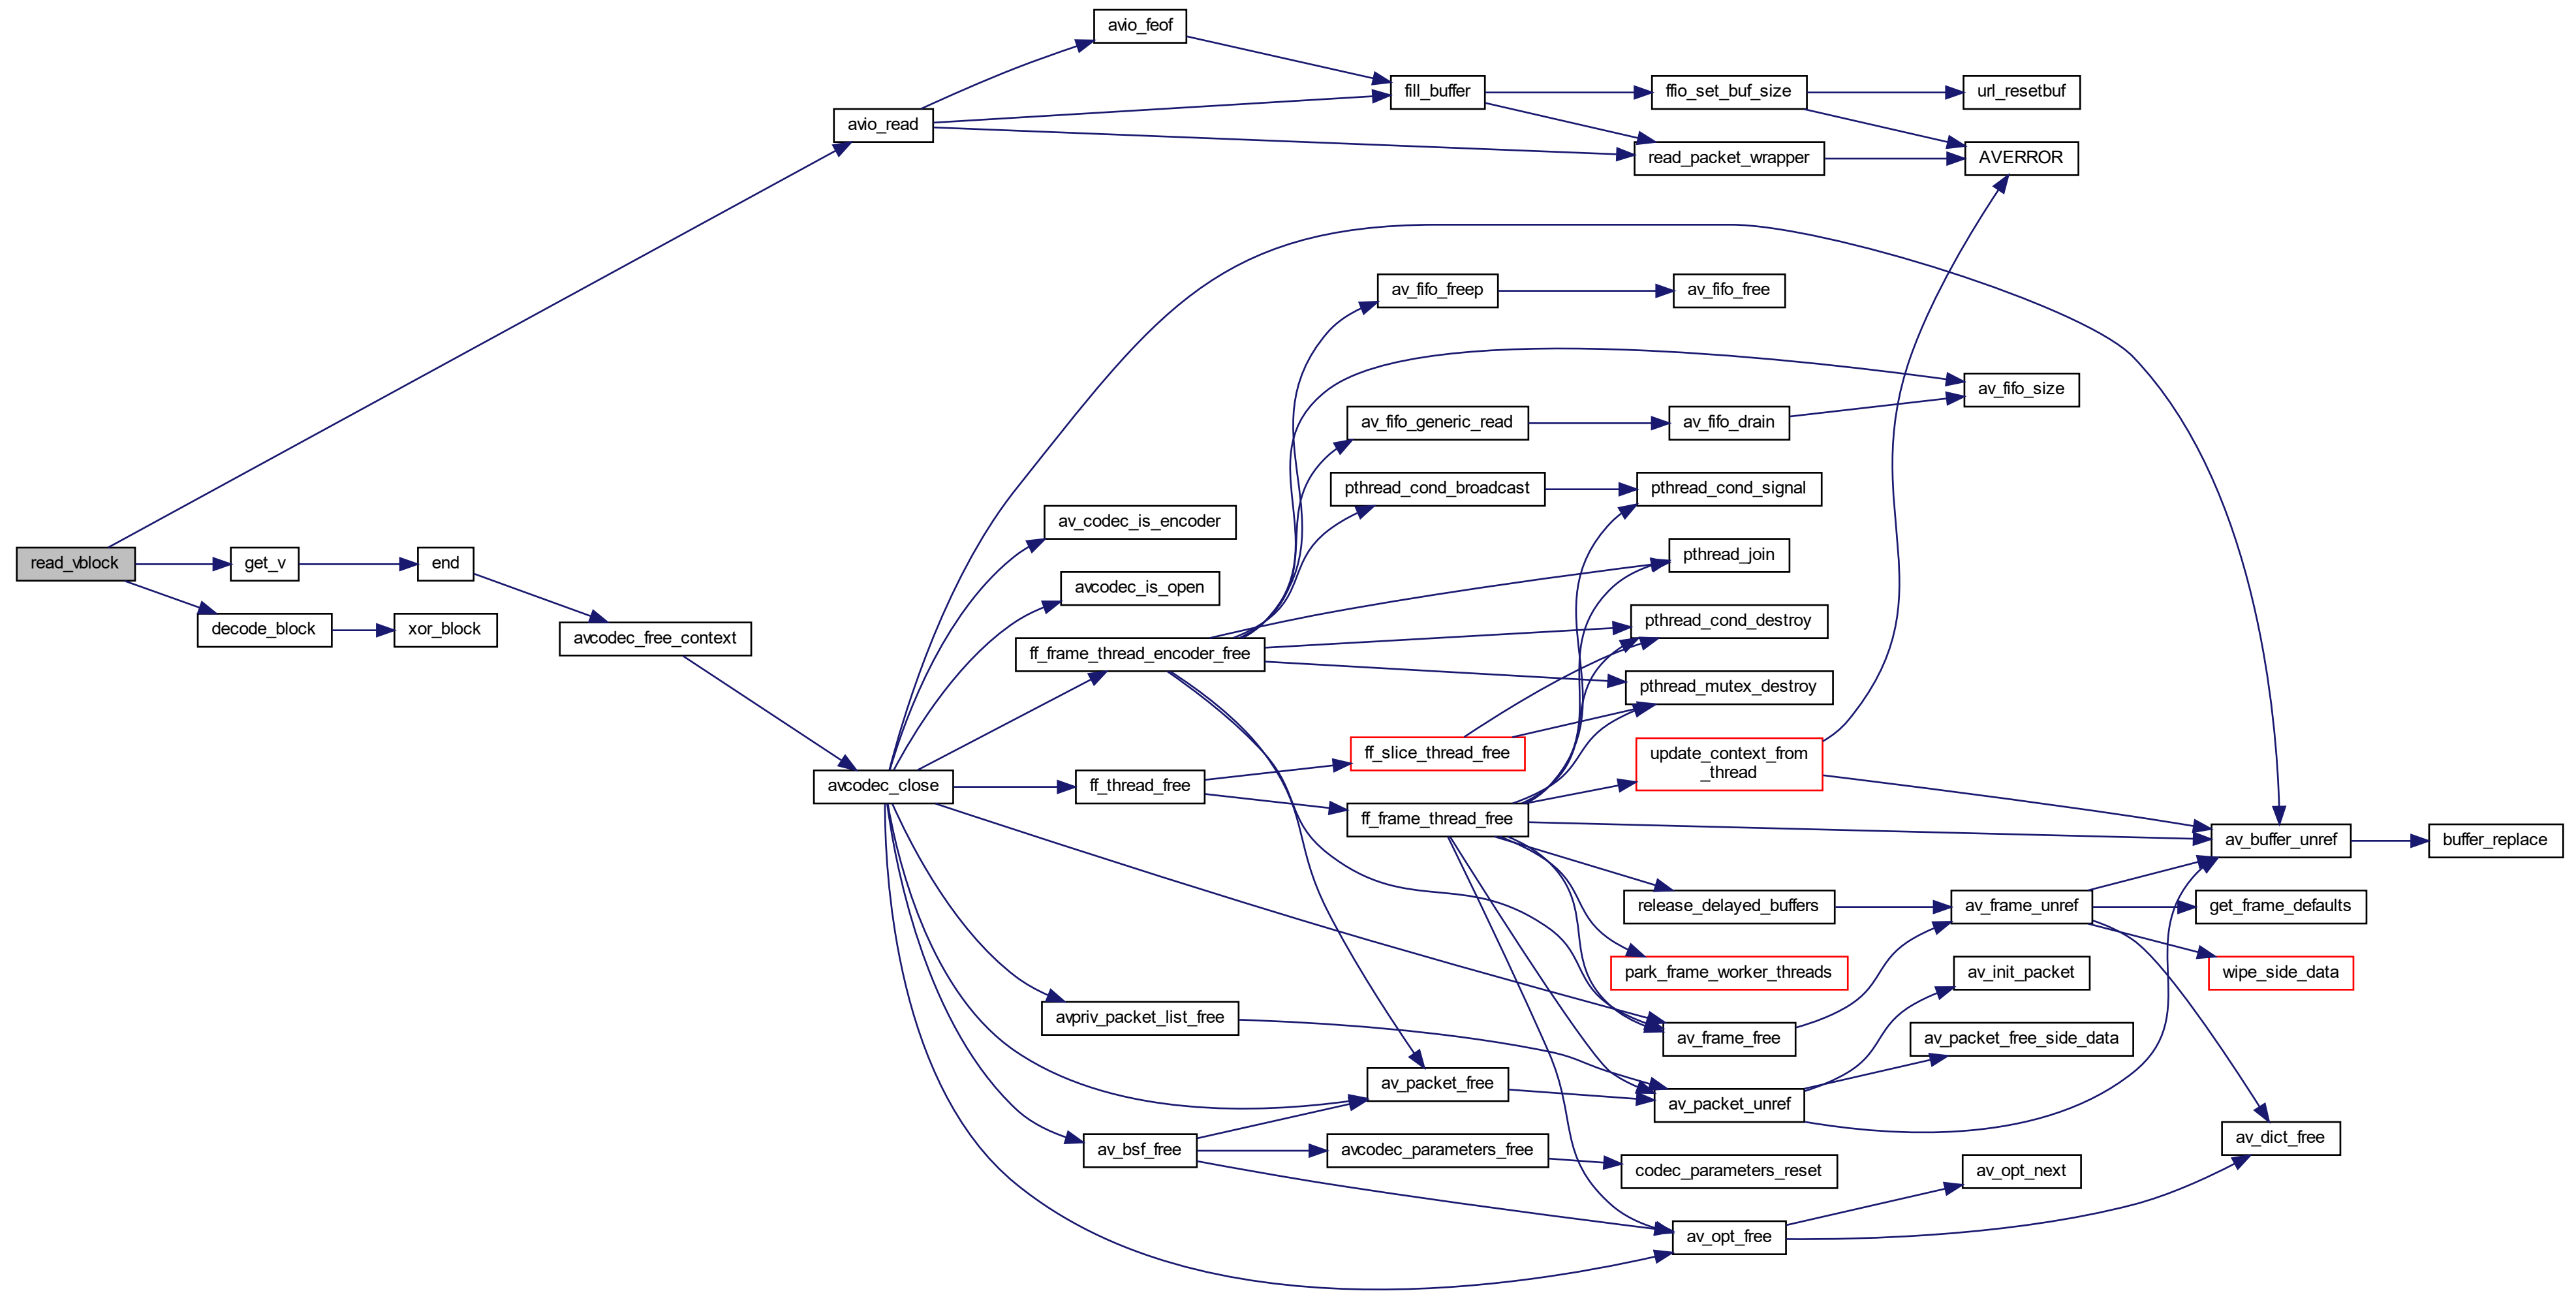 avio_feof
fill_buffer
ffio_set_buf_size
url_resetbuf
avio_read
read_packet_wrapper
AVERROR
av_fifo_freep
av_fifo_free
av_fifo_size
av_fifo_generic_read
av_fifo_drain
pthread_cond_broadcast
pthread_cond_signal
av_codec_is_encoder
read_vblock
get_v
end
pthread_join
avcodec_is_open
decode_block
xor_block
avcodec_free_context
ff_frame_thread_encoder_free
pthread_cond_destroy
pthread_mutex_destroy
avcodec_close
ff_thread_free
ff_slice_thread_free
update_context_from
_thread
ff_frame_thread_free
av_buffer_unref
buffer_replace
release_delayed_buffers
av_frame_unref
get_frame_defaults
park_frame_worker_threads
av_init_packet
wipe_side_data
avpriv_packet_list_free
av_frame_free
av_packet_free_side_data
av_packet_free
av_packet_unref
av_bsf_free
avcodec_parameters_free
codec_parameters_reset
av_dict_free
av_opt_next
av_opt_free